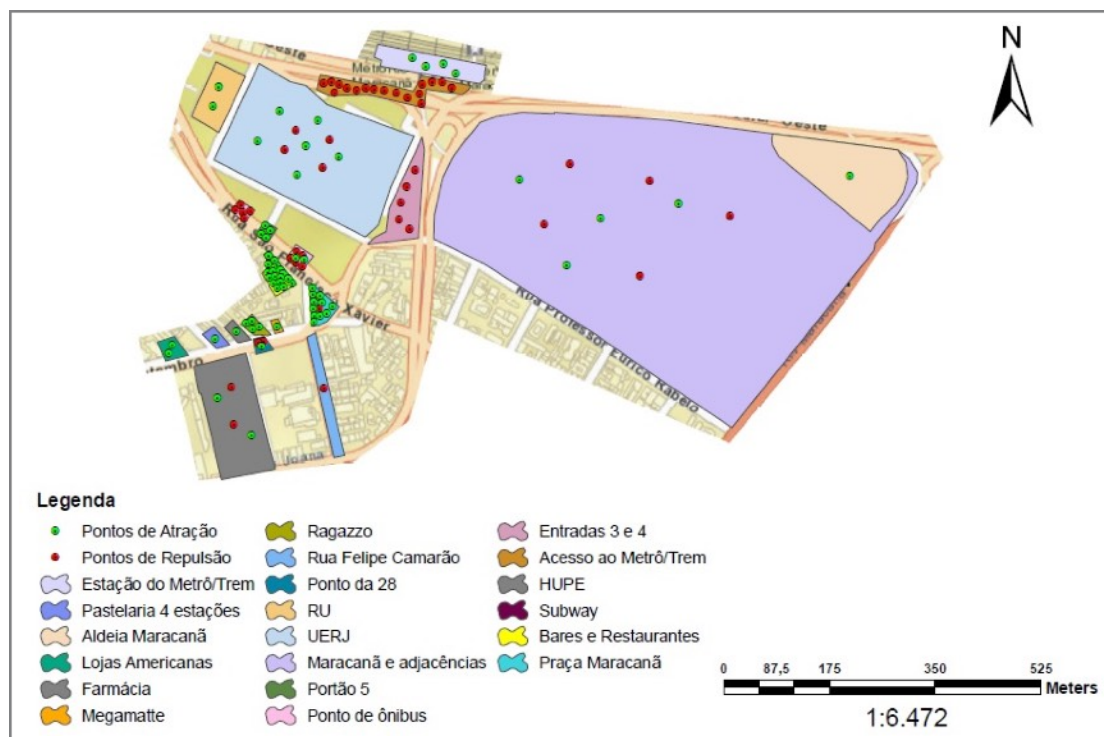 Oeste
N
Metrô
Maracanã
Oeste
Rua São Francisco Xavier
Rua Professor Eurico Rabelo
tembro
Joana
Legenda
Pontos de Atração
Pontos de Repulsão
Estação do Metrô/Trem
Pastelaria 4 estações
Aldeia Maracanã
Lojas Americanas
Farmácia
Megamatte
Ragazzo
Rua Felipe Camarão
Ponto da 28
RU
UERJ
Maracanã e adjacências
Portão 5
Ponto de ônibus
Entradas 3 e 4
Acesso ao Metrô/Trem
HUPE
Subway
Bares e Restaurantes
Praça Maracanã
0 87,5 175 350 525
Meters
1:6.472